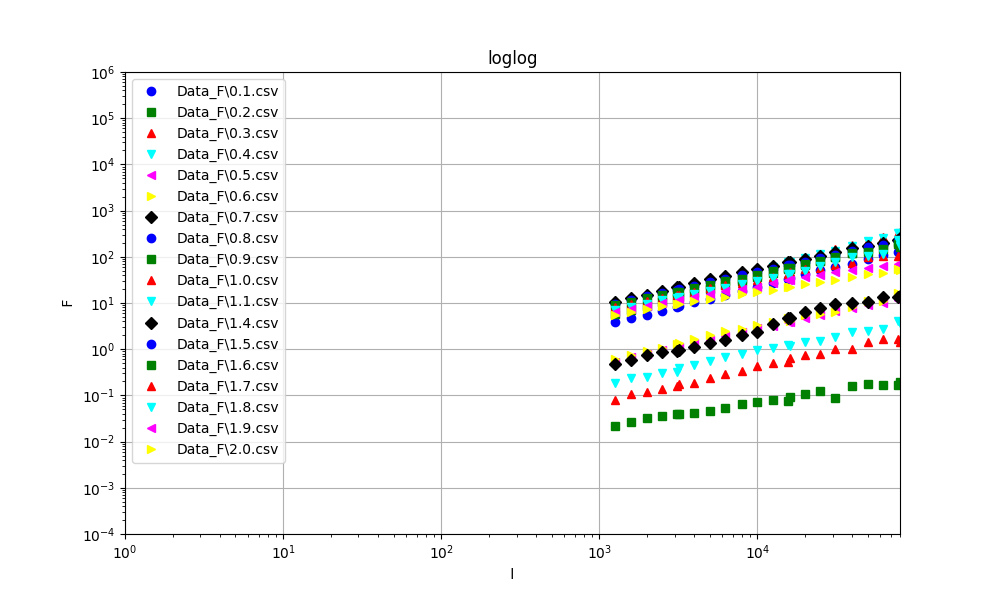 loglog
10^6
10^5
10^4
10^3
10^2
10^1
10^0
10^-1
10^-2
10^-3
10^-4
F
Data_F\0.1.csv
Data_F\0.2.csv
Data_F\0.3.csv
Data_F\0.4.csv
Data_F\0.5.csv
Data_F\0.6.csv
Data_F\0.7.csv
Data_F\0.8.csv
Data_F\0.9.csv
Data_F\1.0.csv
Data_F\1.1.csv
Data_F\1.4.csv
Data_F\1.5.csv
Data_F\1.6.csv
Data_F\1.7.csv
Data_F\1.8.csv
Data_F\1.9.csv
Data_F\2.0.csv
10^0 10^1 10^2 10^3 10^4
l